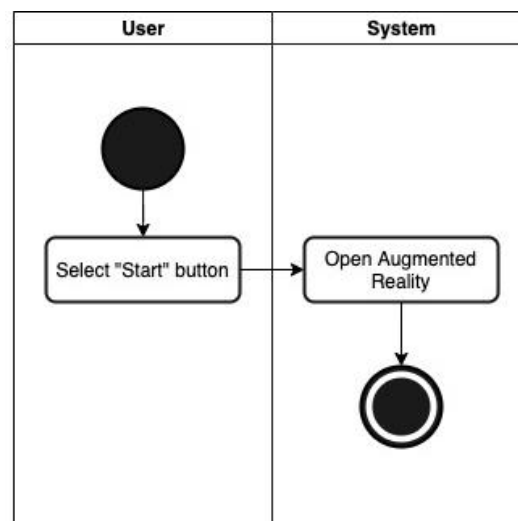 User
System
Select "Start" button
Open Augmented
Reality